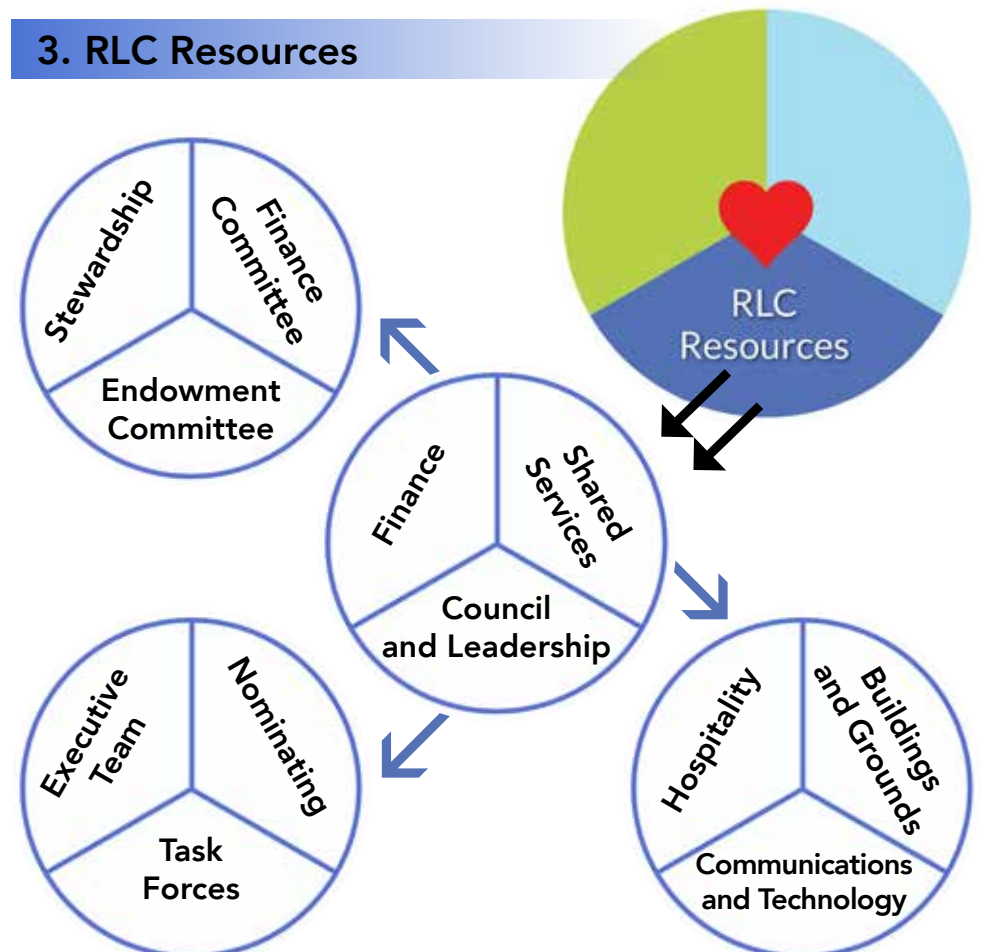 3. RLC Resources
RLC
Resources
Stewardship
Finance
Committee
Endowment
Committee
Finance
Shared
Services
Council
and Leadership
Executive
Team
Nominating
Task
Forces
Hospitality
Buildings
and Grounds
Communications
and Technology